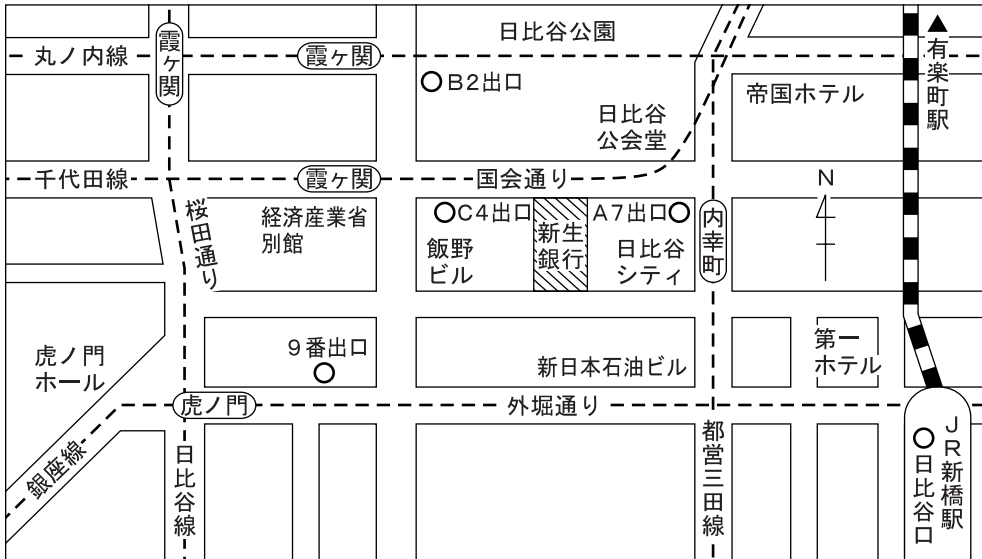 日比谷公園
霞ヶ関
丸ノ内線
霞ヶ関
▲有楽町駅
B2出口
帝国ホテル
日比谷
公会堂
千代田線
霞ヶ関
国会通り
N
桜田通り
経済産業省
別館
C4出口
飯野
ビル
新生
銀行
A7出口
日比谷
シティ
内幸町
虎ノ門
ホール
9番出口
新日本石油ビル
第一
ホテル
虎ノ門
外堀通り
銀座線
日比谷線
都営三田線
JR新橋駅
日比谷口